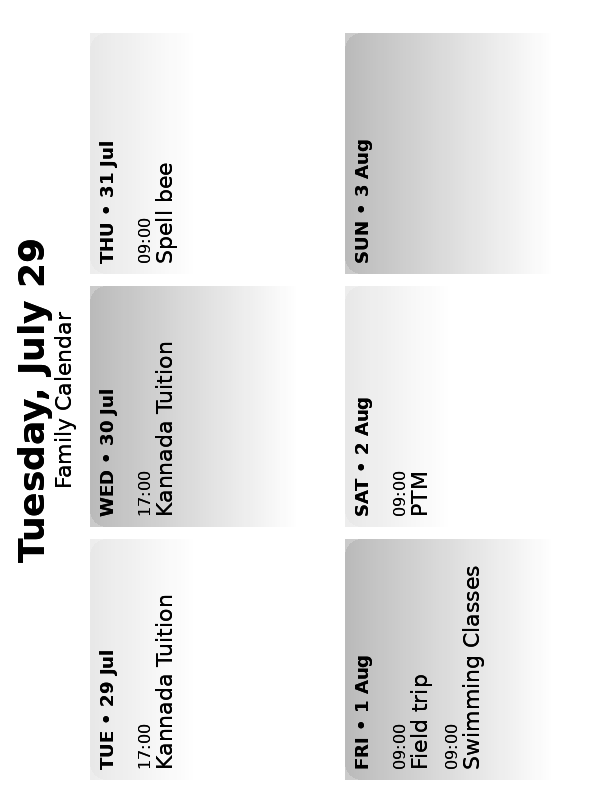 Tuesday, July 29
Family Calendar
TUE • 29 Jul
17:00
Kannada Tuition
WED • 30 Jul
17:00
Kannada Tuition
THU • 31 Jul
09:00
Spell bee
FRI • 1 Aug
09:00
Field trip
09:00
Swimming Classes
SAT • 2 Aug
09:00
PTM
SUN • 3 Aug